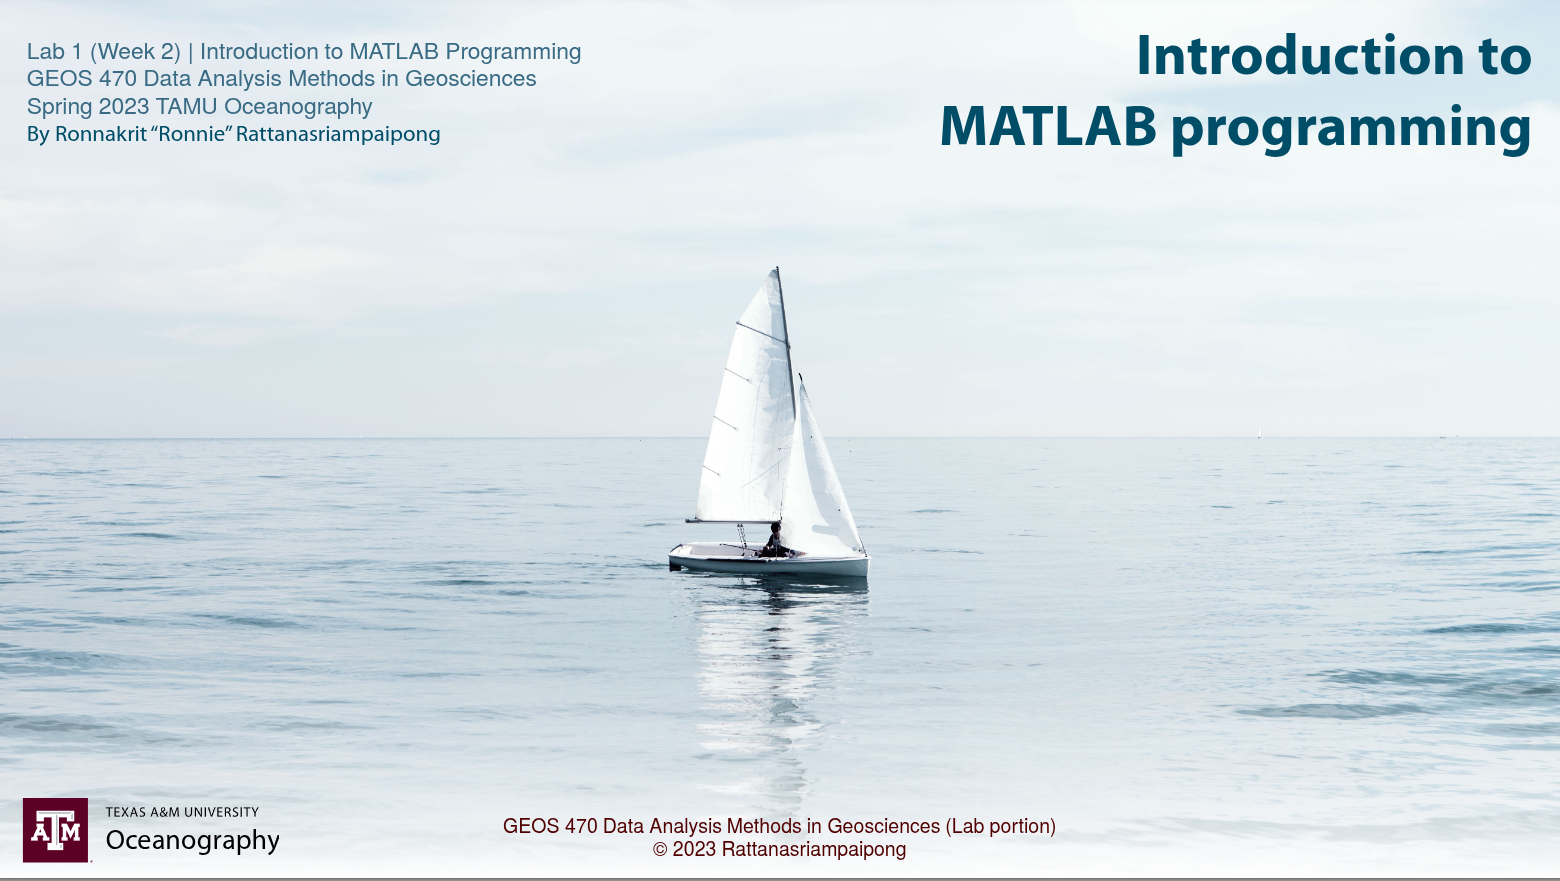 Lab 1 (Week 2) | Introduction to MATLAB Programming
GEOS 470 Data Analysis Methods in Geosciences
Spring 2023 TAMU Oceanography
By Ronnakrit “Ronnie” Rattanasriampaipong
Introduction to
MATLAB programming
ATM
TEXAS A&M UNIVERSITY
Oceanography
GEOS 470 Data Analysis Methods in Geosciences (Lab portion)
© 2023 Rattanasriampaipong